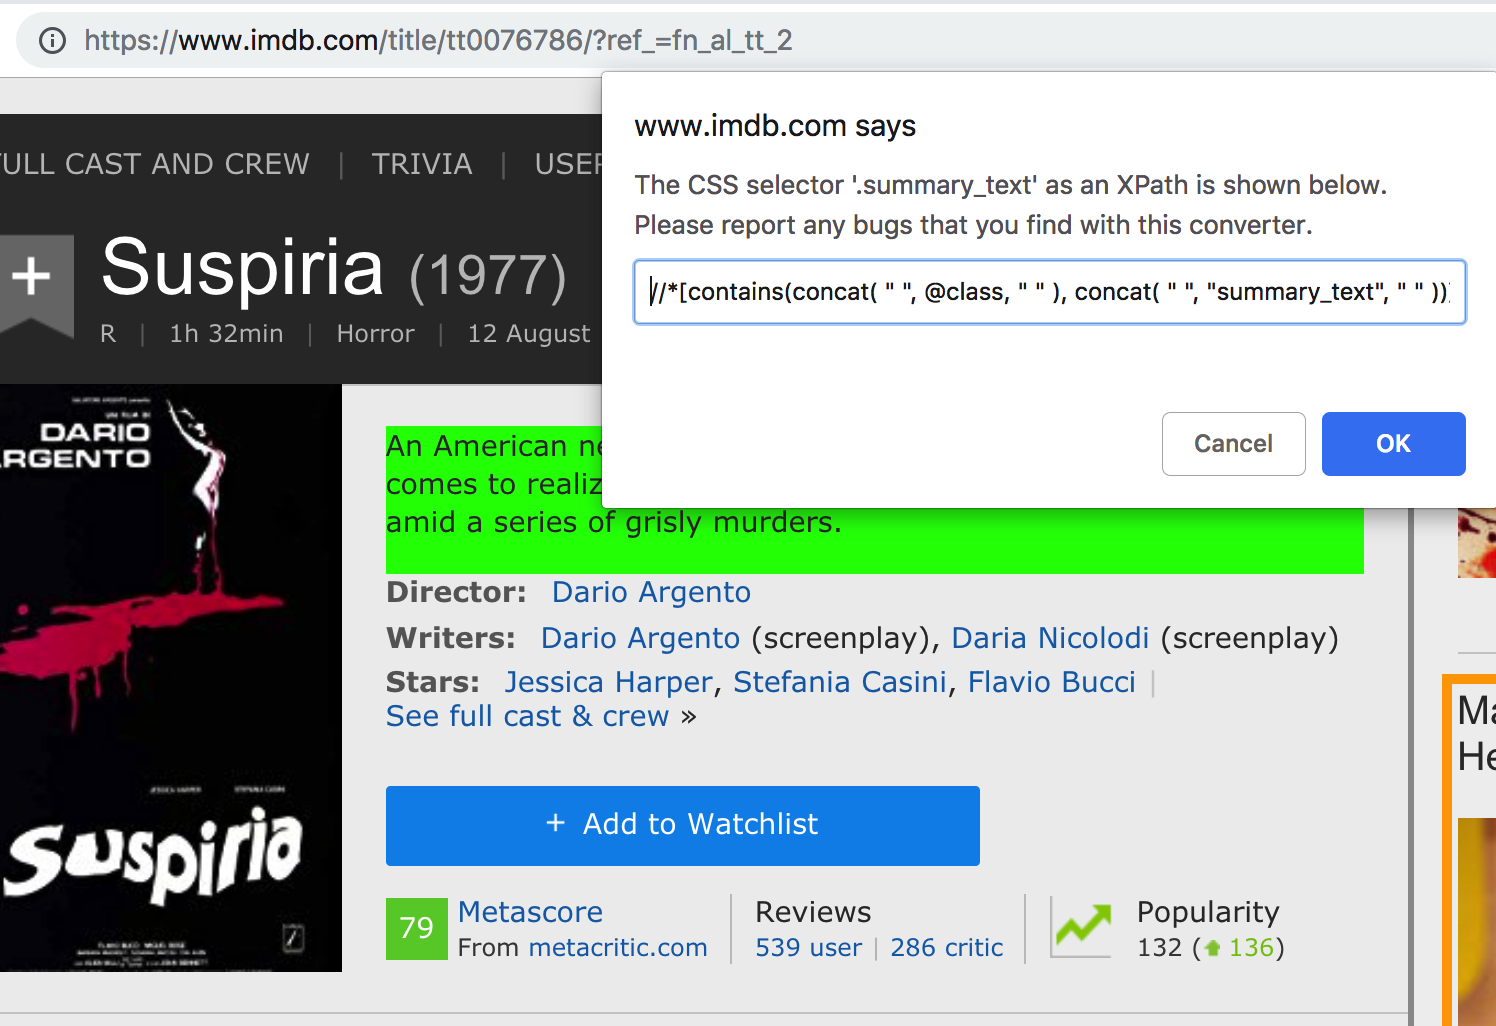 https://www.imdb.com/title/tt0076786/?ref_=fn_al_tt_2
www.imdb.com says
The CSS selector '.summary_text' as an XPath is shown below.
Please report any bugs that you find with this converter.
//*[contains(concat( " ", @class, " " ), concat( " ", "summary_text", " " ))
Cancel
OK
ULL CAST AND CREW | TRIVIA | USER
+
Suspiria (1977)
R | 1h 32min | Horror | 12 August
DARIO
ARGENTO
suspiria
An American ne
comes to realiz
amid a series of grisly murders.
Director: Dario Argento
Writers: Dario Argento (screenplay), Daria Nicolodi (screenplay)
Stars: Jessica Harper, Stefania Casini, Flavio Bucci |
See full cast & crew »
+ Add to Watchlist
79
Metascore
From metacritic.com
Reviews
539 user | 286 critic
Popularity
132 (136)
Ma
He